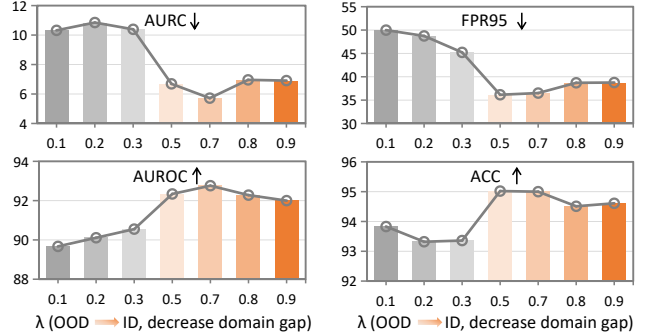 AURC ↓
12
10
8
6
4
0.1 0.2 0.3 0.5 0.7 0.8 0.9
FPR95 ↓
55
50
45
40
35
30
0.1 0.2 0.3 0.5 0.7 0.8 0.9
AUROC ↑
94
92
90
88
0.1 0.2 0.3 0.5 0.7 0.8 0.9
λ (OOD → ID, decrease domain gap)
ACC ↑
96
95
94
93
92
0.1 0.2 0.3 0.5 0.7 0.8 0.9
λ (OOD → ID, decrease domain gap)